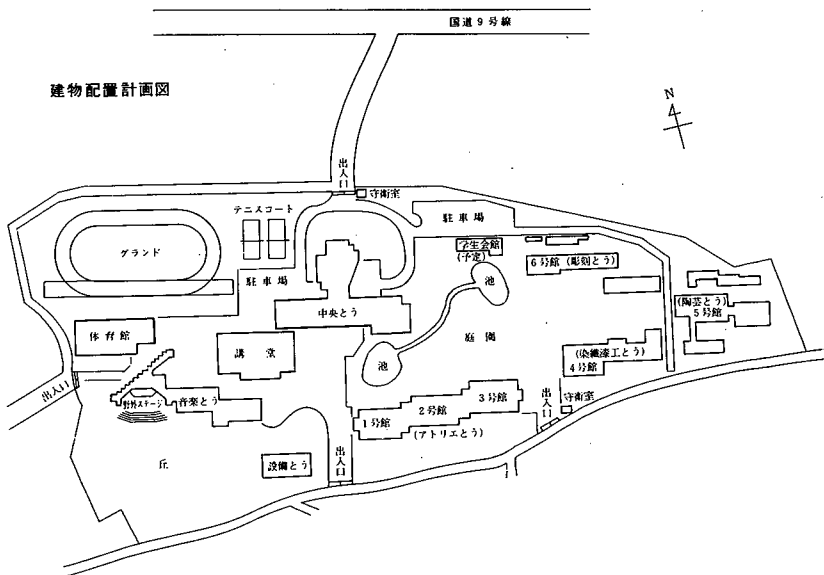 国道9号線
建物配置計画図
N
出入口
守衛室
テニスコート
駐車場
グランド
学生会館
(予定)
6号館(彫刻とう)
駐車場
池
中央とう
(陶芸とう)
5号館
体育館
講堂
池
庭園
(染織漆工とう)
4号館
出入口
野外ステージ
音楽とう
1号館
2号館
3号館
(アトリエとう)
出入口
守衛室
丘
設備とう
出入口